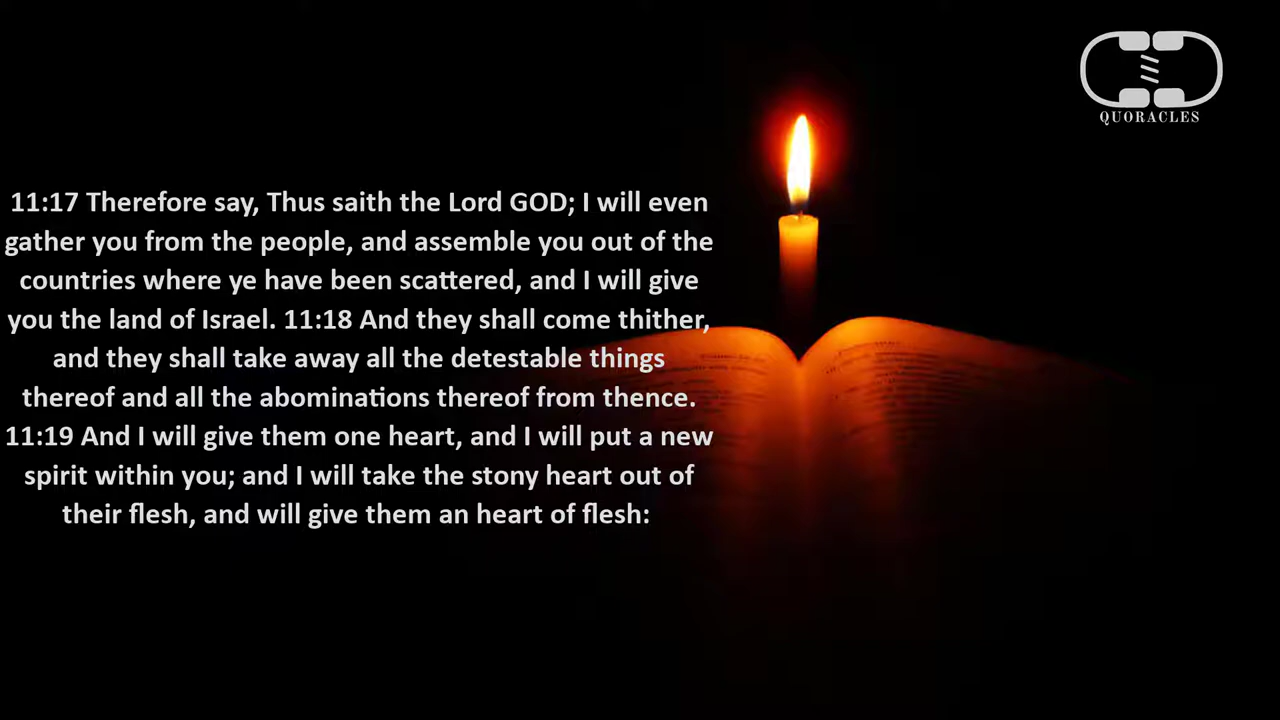 QUORACLES
11:17 Therefore say, Thus saith the Lord GOD; I will even
gather you from the people, and assemble you out of the
countries where ye have been scattered, and I will give
you the land of Israel. 11:18 And they shall come thither,
and they shall take away all the detestable things
thereof and all the abominations thereof from thence.
11:19 And I will give them one heart, and I will put a new
spirit within you; and I will take the stony heart out of
their flesh, and will give them an heart of flesh: